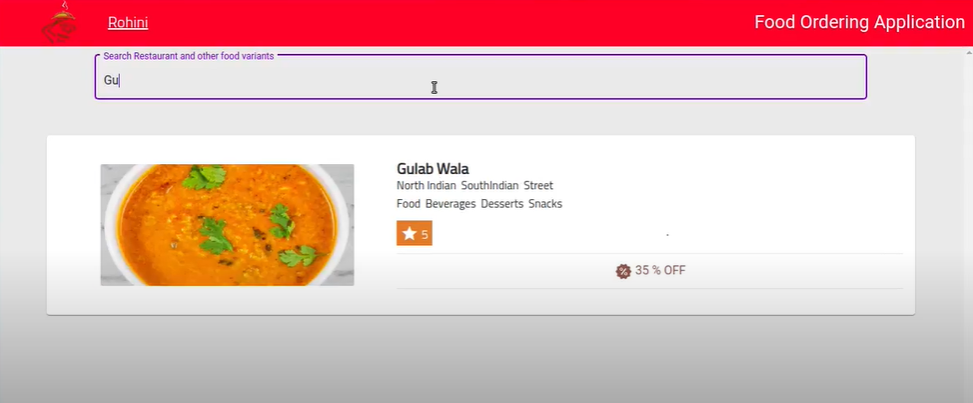 Rohini
Food Ordering Application
Search Restaurant and other food variants
Gu
Gulab Wala
North Indian SouthIndian Street
Food Beverages Desserts Snacks
5
35 % OFF